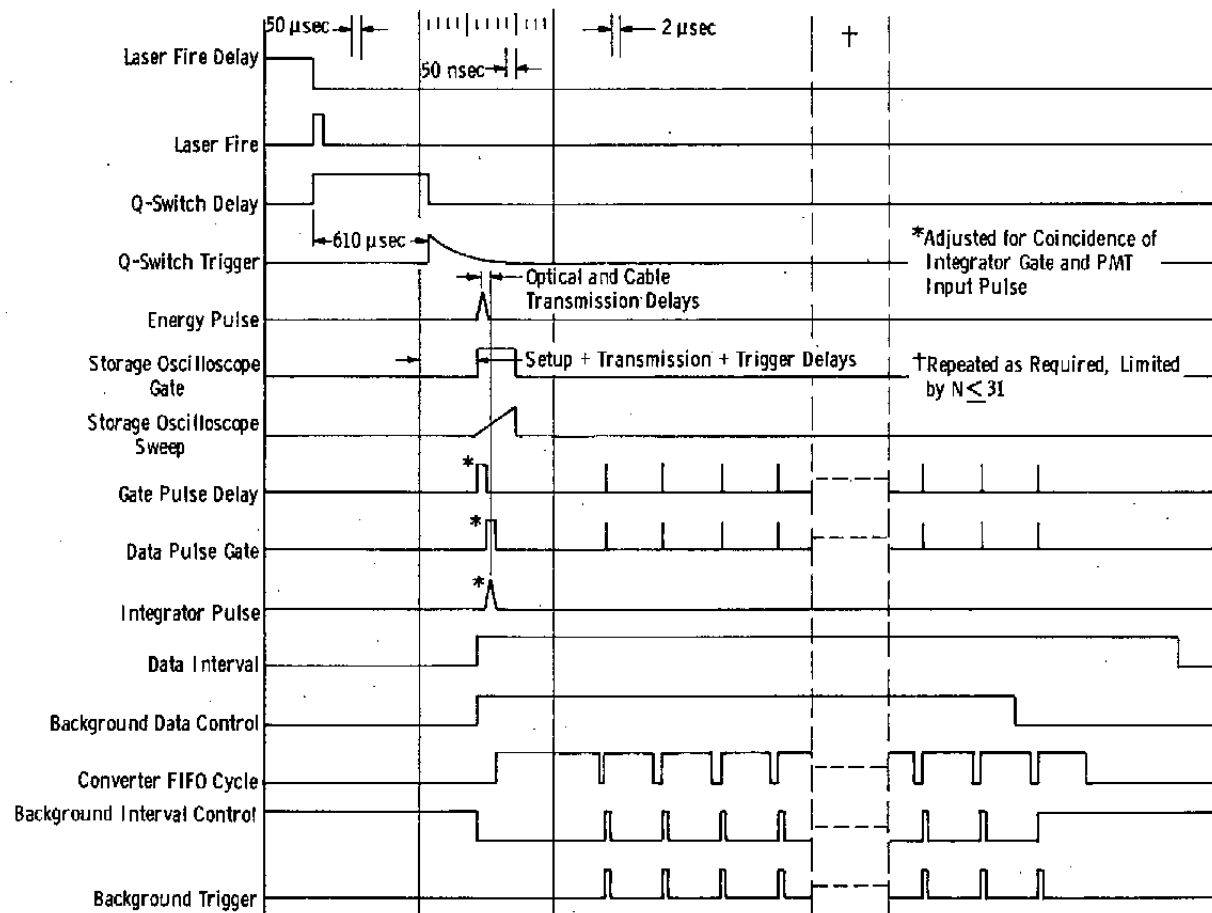 50 μsec
2 μsec
†
Laser Fire Delay
50 nsec
Laser Fire
Q-Switch Delay
610 μsec
*Adjusted for Coincidence of
Integrator Gate and PMT
Input Pulse
Q-Switch Trigger
Optical and Cable
Transmission Delays
Energy Pulse
Storage Oscilloscope
Gate
Setup + Transmission + Trigger Delays
†Repeated as Required, Limited
by N ≤ 31
Storage Oscilloscope
Sweep
*
Gate Pulse Delay
*
Data Pulse Gate
*
Integrator Pulse
Data Interval
Background Data Control
Converter FIFO Cycle
Background Interval Control
Background Trigger